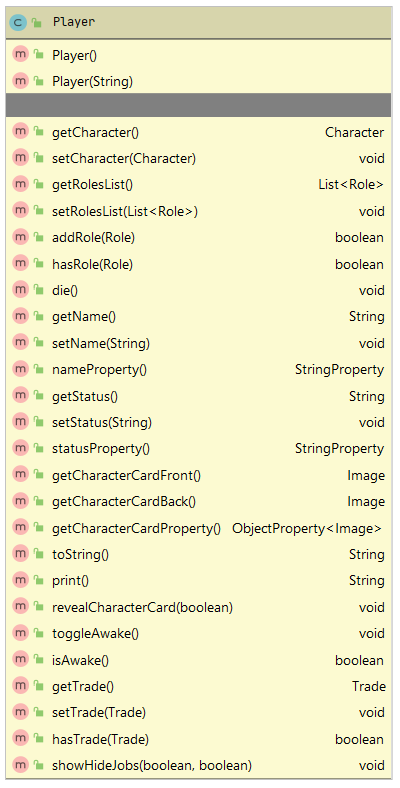 C Player
m Player()
m Player(String)
m getCharacter() Character
m setCharacter(Character) void
m getRolesList() List<Role>
m setRolesList(List<Role>) void
m addRole(Role) boolean
m hasRole(Role) boolean
m die() void
m getName() String
m setName(String) void
m nameProperty() StringProperty
m getStatus() String
m setStatus(String) void
m statusProperty() StringProperty
m getCharacterCardFront() Image
m getCharacterCardBack() Image
m getCharacterCardProperty() ObjectProperty<Image>
m toString() String
m print() String
m revealCharacterCard(boolean) void
m toggleAwake() void
m isAwake() boolean
m getTrade() Trade
m setTrade(Trade) void
m hasTrade(Trade) boolean
m showHideJobs(boolean, boolean) void